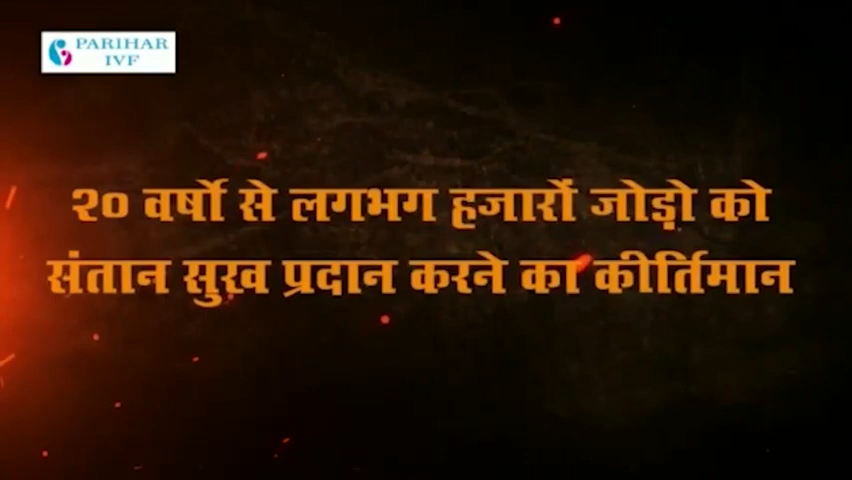 PARIHAR
IVF
२० वर्षो से लगभग हजारों जोड़ो को
संतान सुख प्रदान करने का कीर्तिमान